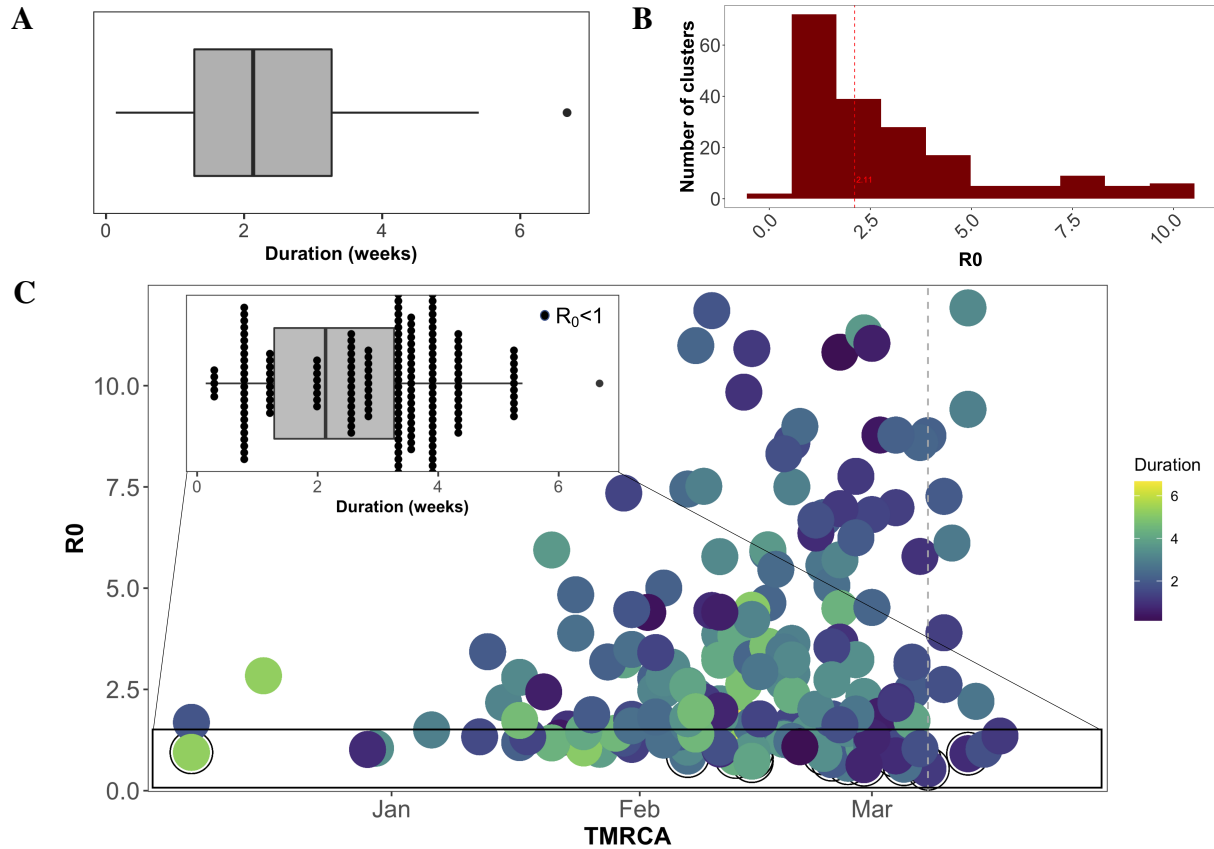 A
0 2 4 6
Duration (weeks)
B
Number of clusters
60
40
20
0
2.11
0.0 2.5 5.0 7.5 10.0
R0
C
R0
10.0
7.5
5.0
2.5
0.0
R₀<1
0 2 4 6
Duration (weeks)
Jan Feb Mar
TMRCA
Duration
6
4
2